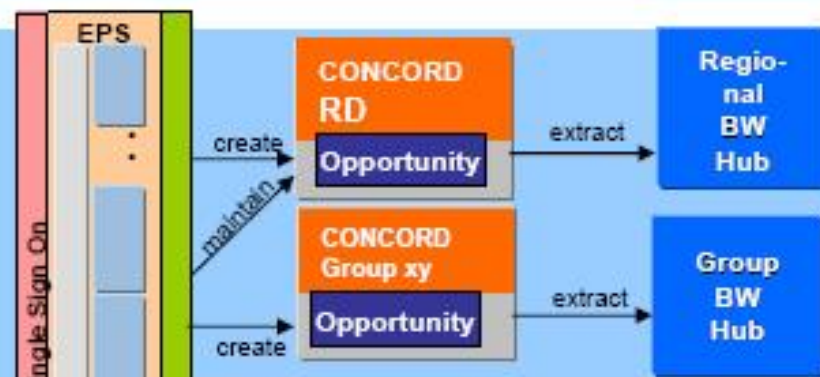 EPS
ngle Sign On
create
maintain
create
CONCORD
RD
Opportunity
extract
Regio-
nal
BW
Hub
CONCORD
Group xy
Opportunity
extract
Group
BW
Hub